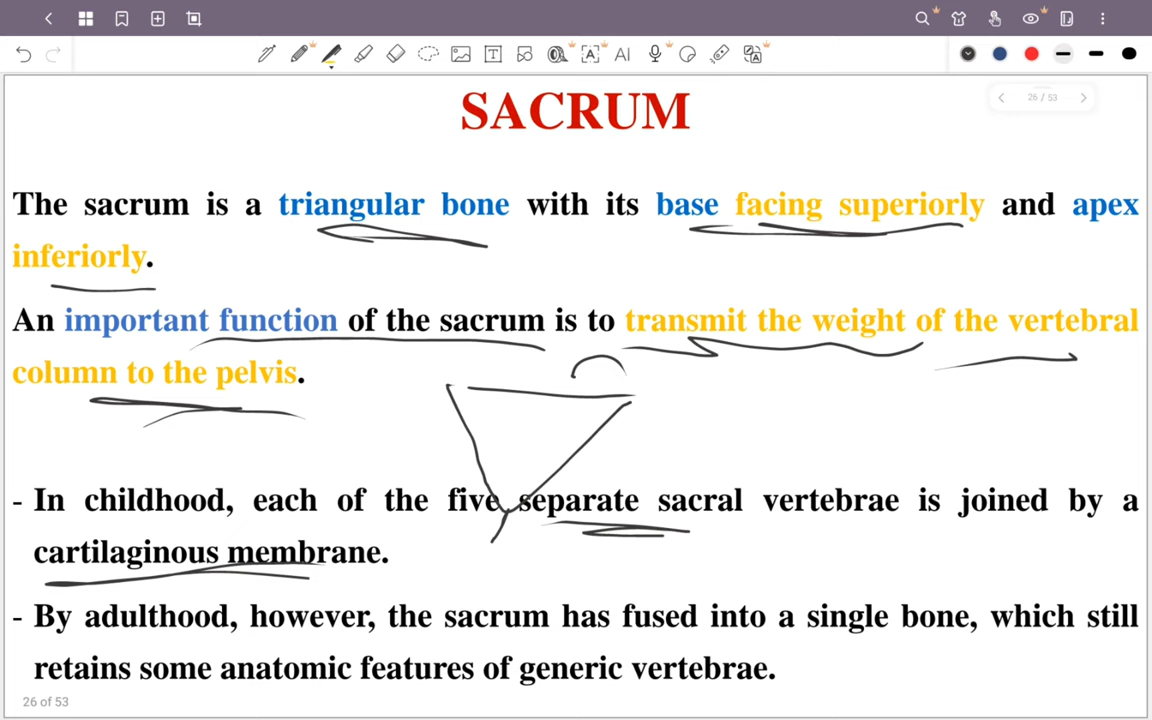 26 / 53
SACRUM
The sacrum is a triangular bone with its base facing superiorly and apex
inferiorly.
An important function of the sacrum is to transmit the weight of the vertebral
column to the pelvis.
- In childhood, each of the five separate sacral vertebrae is joined by a
cartilaginous membrane.
- By adulthood, however, the sacrum has fused into a single bone, which still
retains some anatomic features of generic vertebrae.
26 of 53